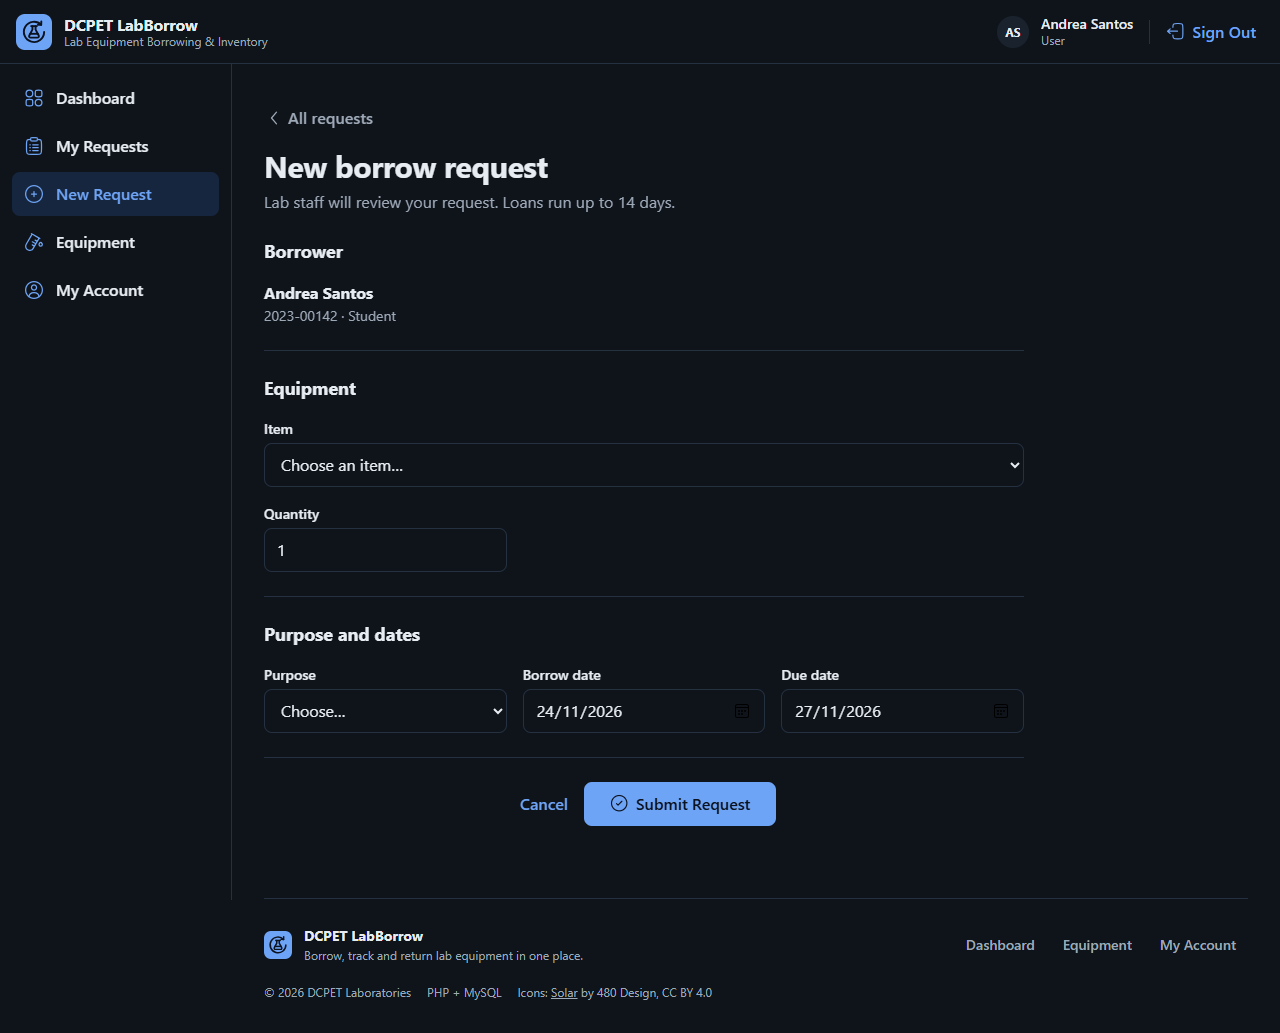 DCPET LabBorrow
Lab Equipment Borrowing & Inventory
AS
Andrea Santos
User
Sign Out
Dashboard
My Requests
New Request
Equipment
My Account
All requests
New borrow request
Lab staff will review your request. Loans run up to 14 days.
Borrower
Andrea Santos
2023-00142 · Student
Equipment
Item
Choose an item...
Quantity
1
Purpose and dates
Purpose
Borrow date
Due date
Choose...
24/11/2026
27/11/2026
Cancel
Submit Request
DCPET LabBorrow
Borrow, track and return lab equipment in one place.
Dashboard
Equipment
My Account
© 2026 DCPET Laboratories
PHP + MySQL
Icons: Solar by 480 Design, CC BY 4.0